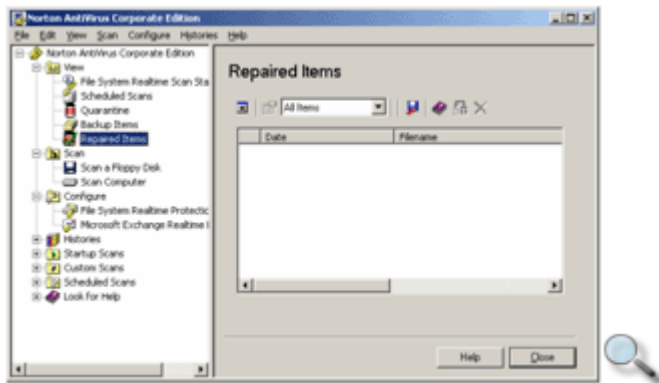 Norton AntiVirus Corporate Edition
File Edit View Scan Configure Histories Help
Norton AntiVirus Corporate Edition
View
File System Realtime Scan Sta
Scheduled Scans
Quarantine
Backup Items
Repaired Items
Scan
Scan a Floppy Disk
Scan Computer
Configure
File System Realtime Protectic
Microsoft Exchange Realtime
Histories
Startup Scans
Custom Scans
Scheduled Scans
Look for Help
Repaired Items
All Items
Date Filename
Help Close